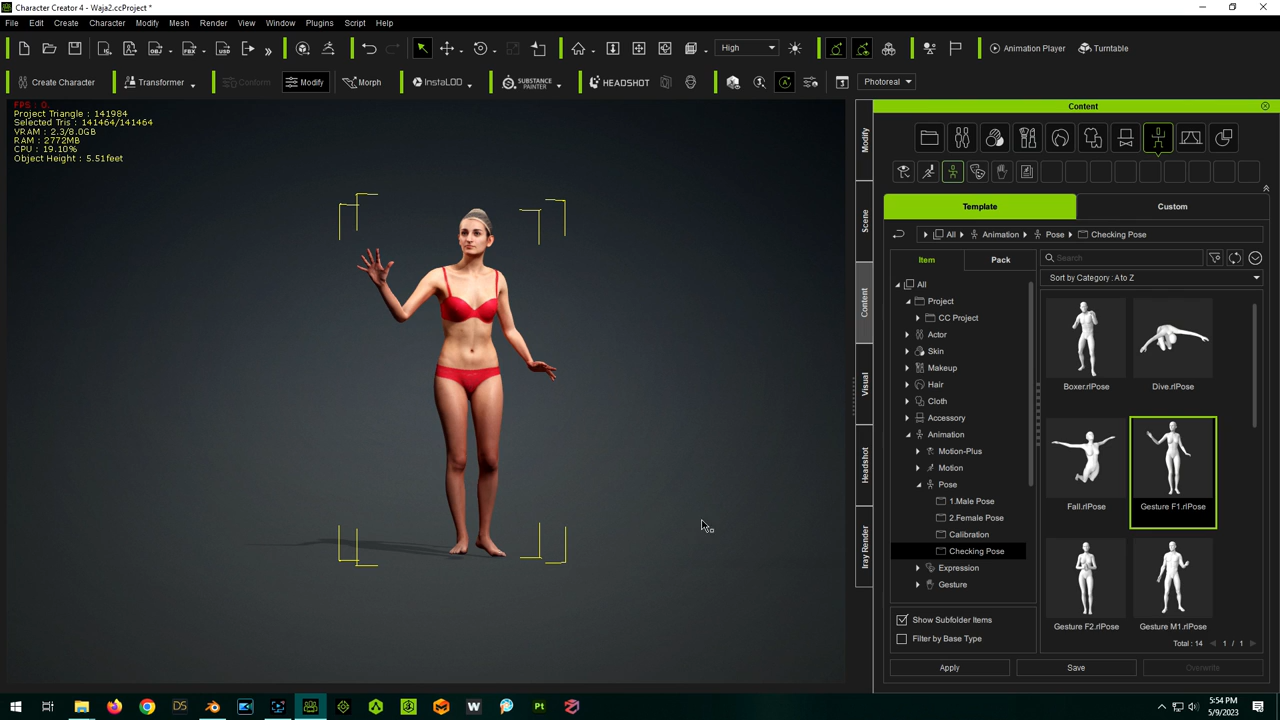 Character Creator 4 - Waja2.ccProject *
File Edit Create Character Modify Mesh Render View Window Plugins Script Help
High
Animation Player
Turntable
Create Character
Transformer
Conform
Modify
Morph
InstaLOD
SUBSTANCE PAINTER
HEADSHOT
Photoreal
FPS : 0.
Project Triangle : 141984
Selected Tris : 141464/141464
VRAM : 2.3/8.0GB
RAM : 2772MB
CPU : 19.10%
Object Height : 5.51feet
Modify
Scene
Content
Visual
Headshot
Iray Render
Content
Template
Custom
All Animation Pose Checking Pose
Item
Pack
All
Project
CC Project
Actor
Skin
Makeup
Hair
Cloth
Accessory
Animation
Motion-Plus
Motion
Pose
1.Male Pose
2.Female Pose
Calibration
Checking Pose
Expression
Gesture
Show Subfolder Items
Filter by Base Type
Search
Sort by Category : A to Z
Boxer.rlPose
Dive.rlPose
Fall.rlPose
Gesture F1.rlPose
Gesture F2.rlPose
Gesture M1.rlPose
Total : 14 1 / 1
Apply
Save
Overwrite
DS
W
Pt
5:54 PM
5/9/2023